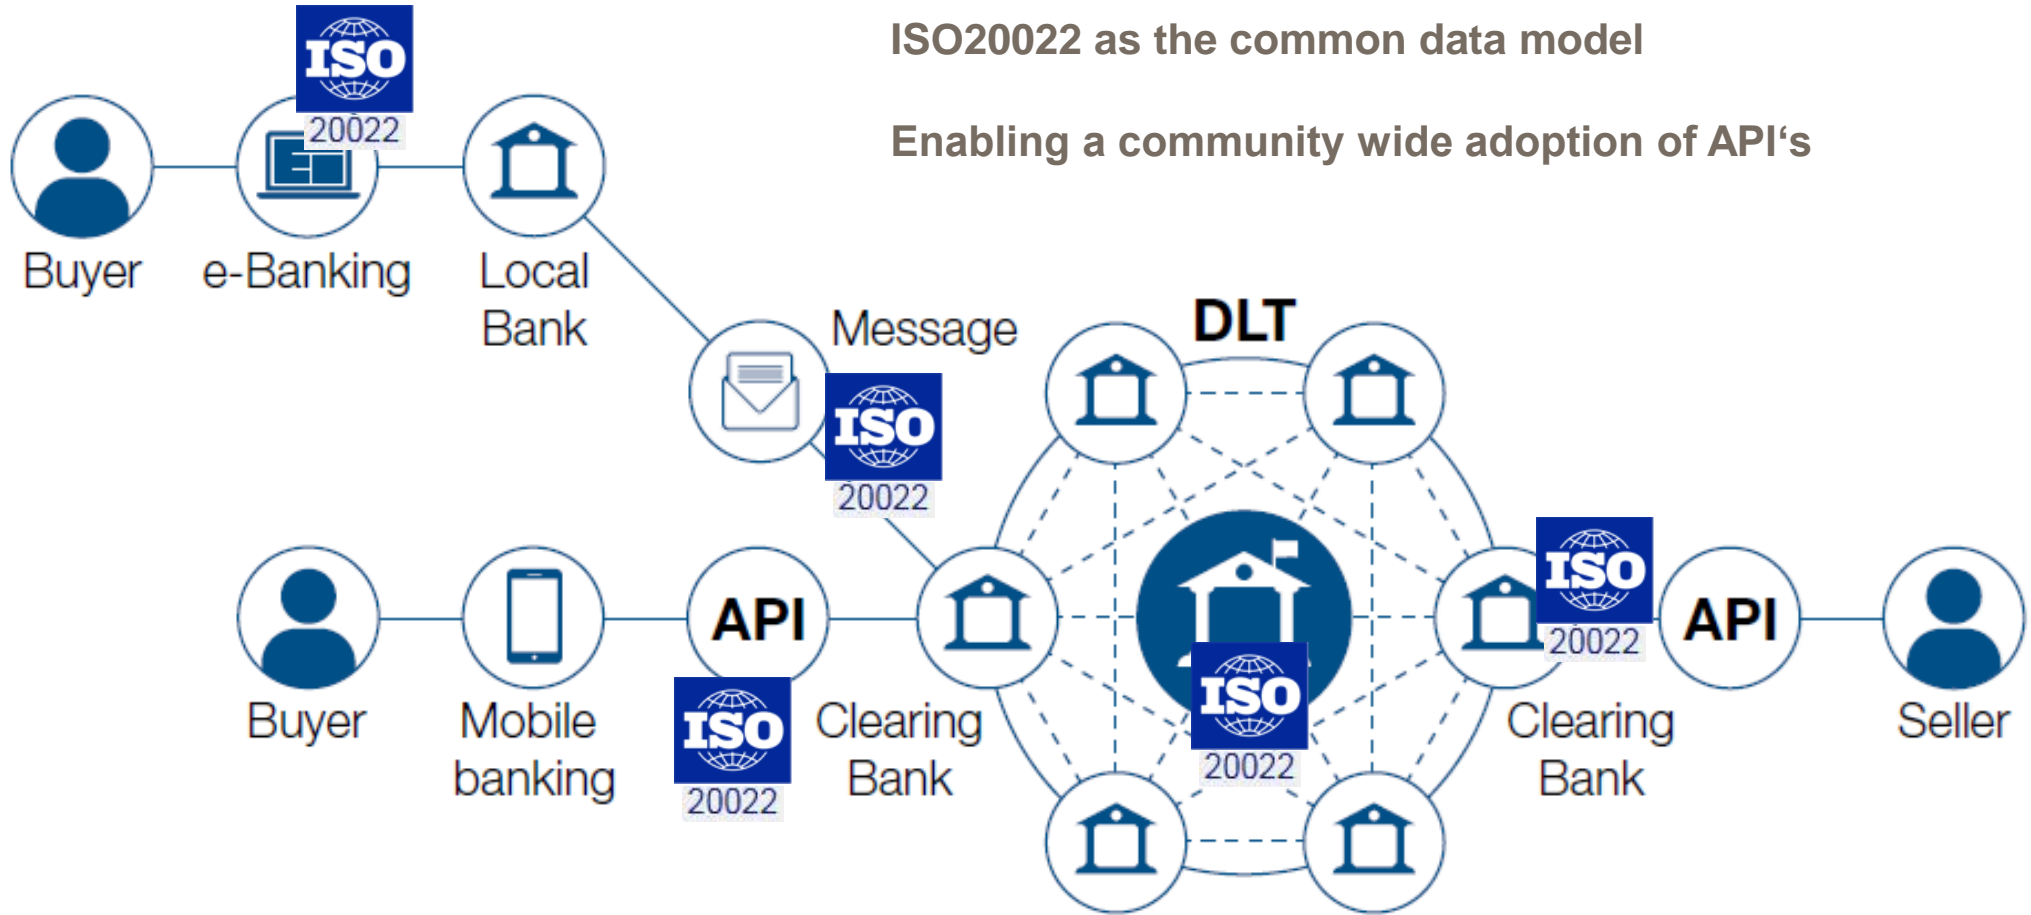 ISO20022 as the common data model
Enabling a community wide adoption of API‘s
ISO
20022
Buyer
e-Banking
Local
Bank
Message
ISO
20022
DLT
API
ISO
20022
Buyer
Mobile
banking
Clearing
Bank
ISO
20022
ISO
20022
API
Clearing
Bank
Seller